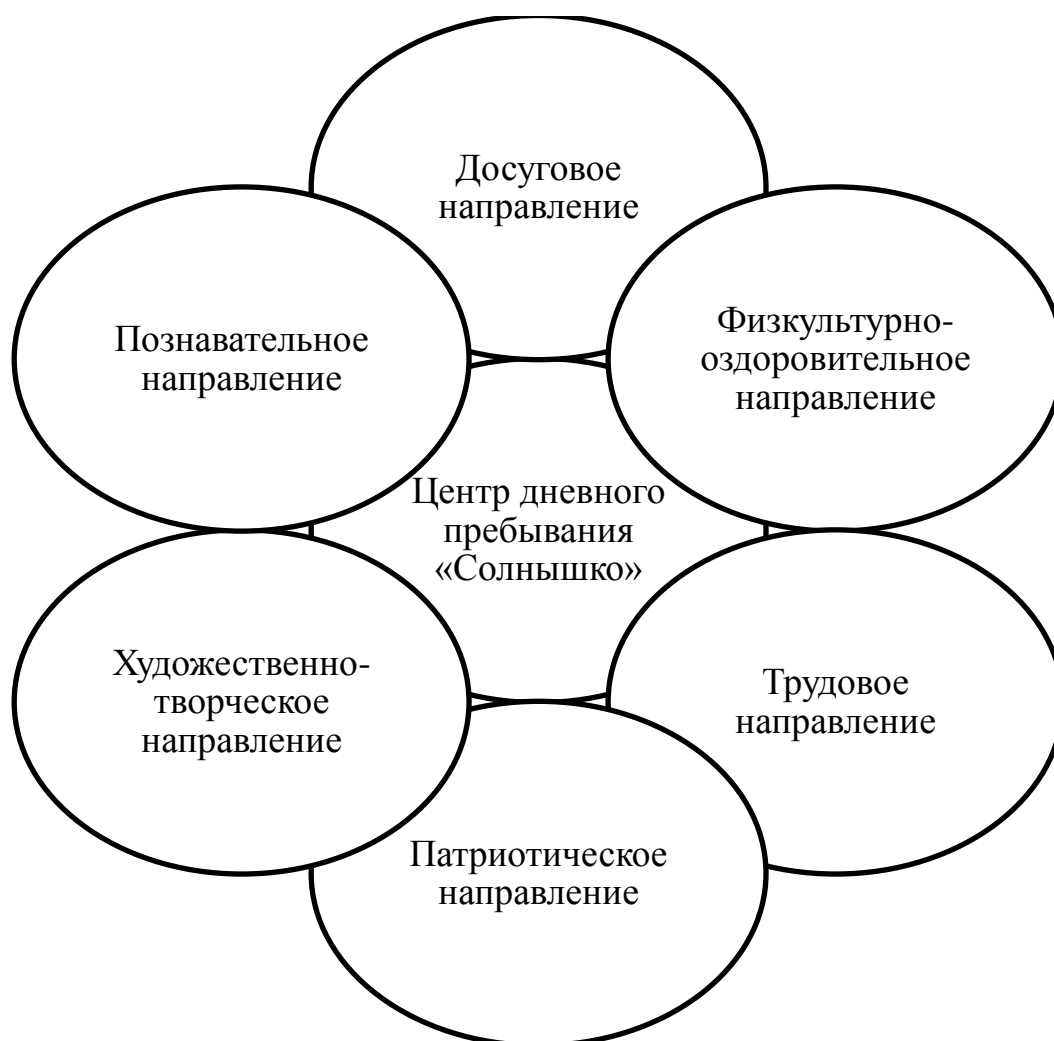 Досуговое
направление
Познавательное
направление
Физкультурно-
оздоровительное
направление
Центр дневного
пребывания
«Солнышко»
Художественно-
творческое
направление
Трудовое
направление
Патриотическое
направление